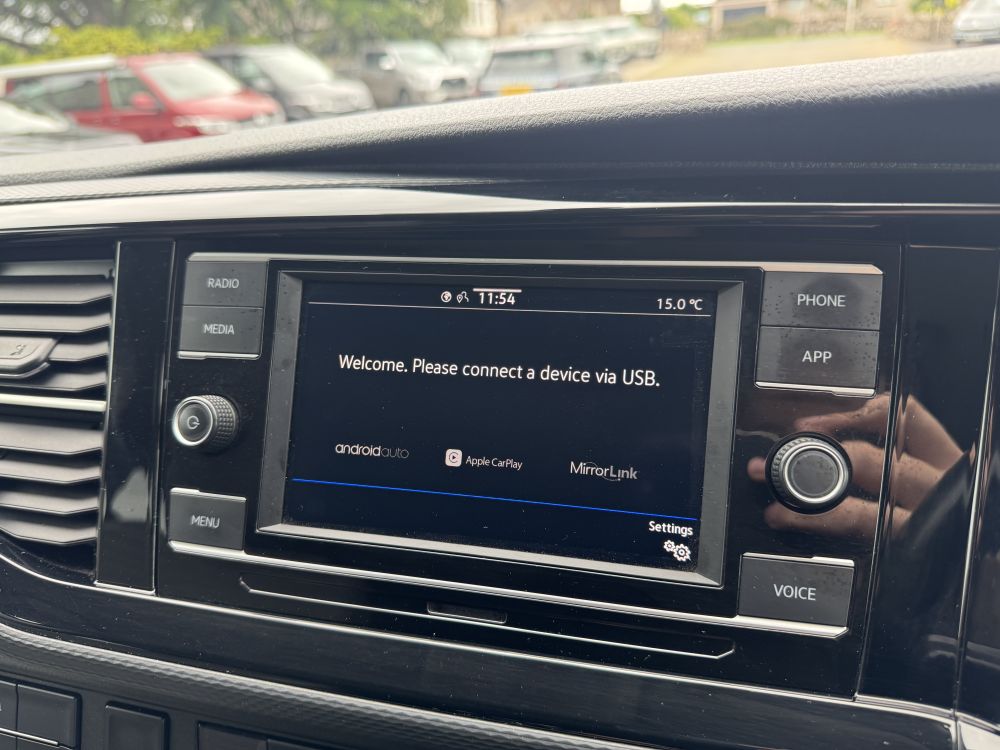 RADIO
MEDIA
11:54
15.0 °C
PHONE
APP
Welcome. Please connect a device via USB.
androidauto
Apple CarPlay
MirrorLink
MENU
Settings
VOICE